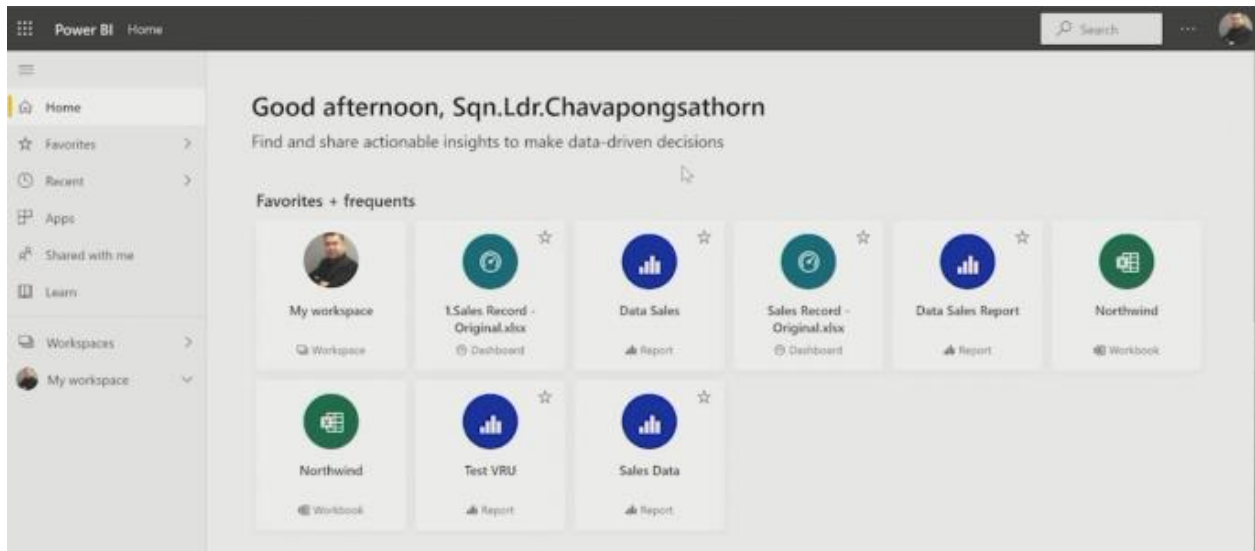 Power BI Home
Search
Home
Favorites
Recent
Apps
Shared with me
Learn
Workspaces
My workspace
Good afternoon, Sqn.Ldr.Chavapongsathorn
Find and share actionable insights to make data-driven decisions
Favorites + frequents
My workspace
Workspace
1.Sales Record -
Original.xlsx
Dashboard
Data Sales
Report
Sales Record -
Original.xlsx
Dashboard
Data Sales Report
Report
Northwind
Workbook
Northwind
Workbook
Test VRU
Report
Sales Data
Report